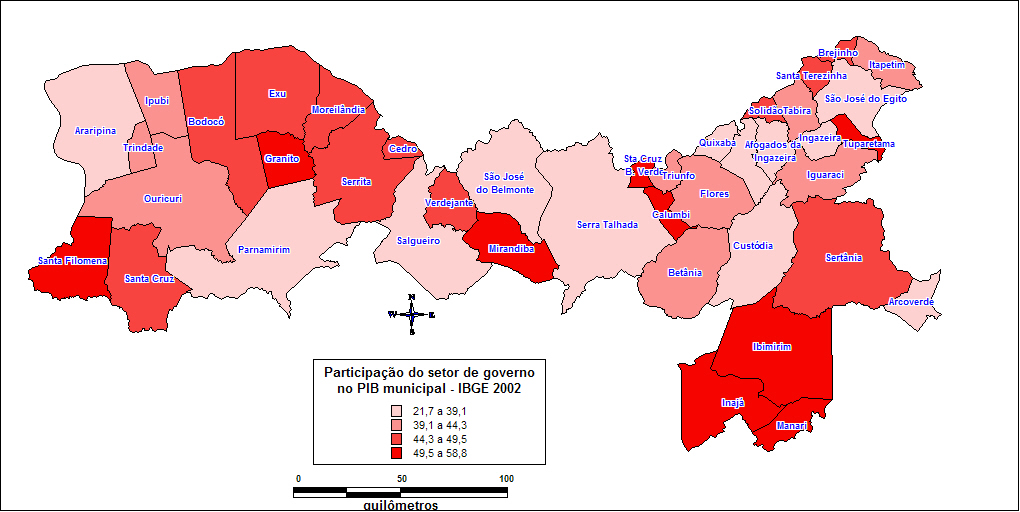 Brejinho
Itapetim
Santa Terezinha
São José do Egito
Solidão
Tabira
Ingazeira
Tuparetama
Quixaba
Afogados da
Ingazeira
Iguaraci
Araripina
Ipubi
Bodocó
Exu
Moreilândia
Trindade
Granito
Cedro
Serrita
Ouricuri
Verdejante
São José
do Belmonte
Sta Cruz
B. Verde
Triunfo
Flores
Calumbi
Serra Talhada
Santa Filomena
Santa Cruz
Parnamirim
Salgueiro
Mirandiba
Betânia
Custódia
Sertânia
Arcoverde
Ibimirim
Inajá
Manari
N
W E
S
Participação do setor de governo
no PIB municipal - IBGE 2002
21,7 a 39,1
39,1 a 44,3
44,3 a 49,5
49,5 a 58,8
0 50 100
quilômetros